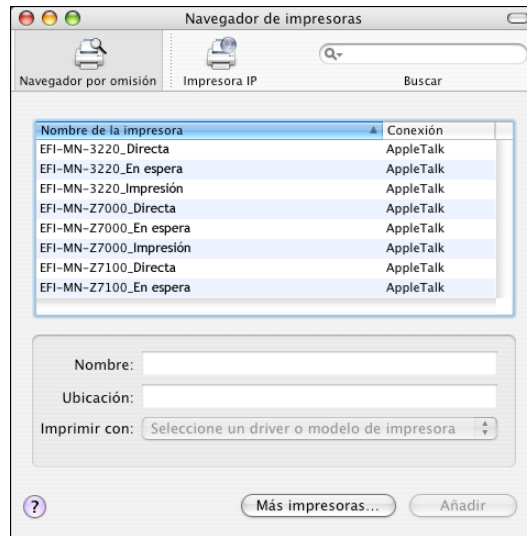 Navegador de impresoras
Navegador por omisión
Impresora IP
Buscar
Nombre de la impresora Conexión
EFI-MN-3220_Directa AppleTalk
EFI-MN-3220_En espera AppleTalk
EFI-MN-3220_Impresión AppleTalk
EFI-MN-Z7000_Directa AppleTalk
EFI-MN-Z7000_En espera AppleTalk
EFI-MN-Z7000_Impresión AppleTalk
EFI-MN-Z7100_Directa AppleTalk
EFI-MN-Z7100_En espera AppleTalk
Nombre:
Ubicación:
Imprimir con: Seleccione un driver o modelo de impresora
? Más impresoras... Añadir